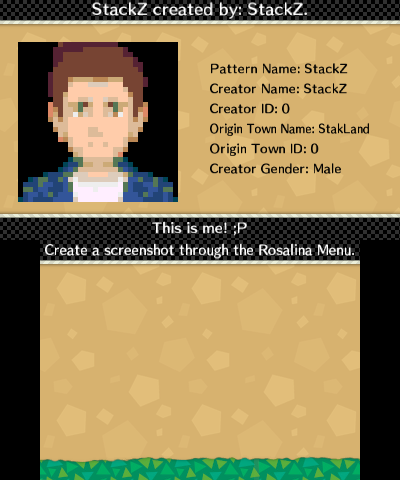 StackZ created by: StackZ.
Pattern Name: StackZ
Creator Name: StackZ
Creator ID: 0
Origin Town Name: StakLand
Origin Town ID: 0
Creator Gender: Male
This is me! ;P
Create a screenshot through the Rosalina Menu.